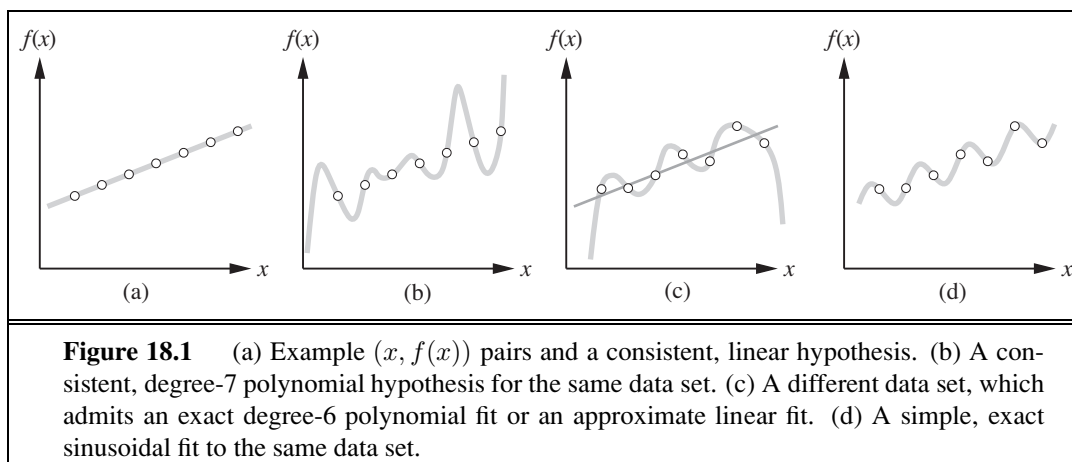 f(x) f(x) f(x) f(x)
x x x x
(a) (b) (c) (d)
Figure 18.1 (a) Example (x, f(x)) pairs and a consistent, linear hypothesis. (b) A con-
sistent, degree-7 polynomial hypothesis for the same data set. (c) A different data set, which
admits an exact degree-6 polynomial fit or an approximate linear fit. (d) A simple, exact
sinusoidal fit to the same data set.